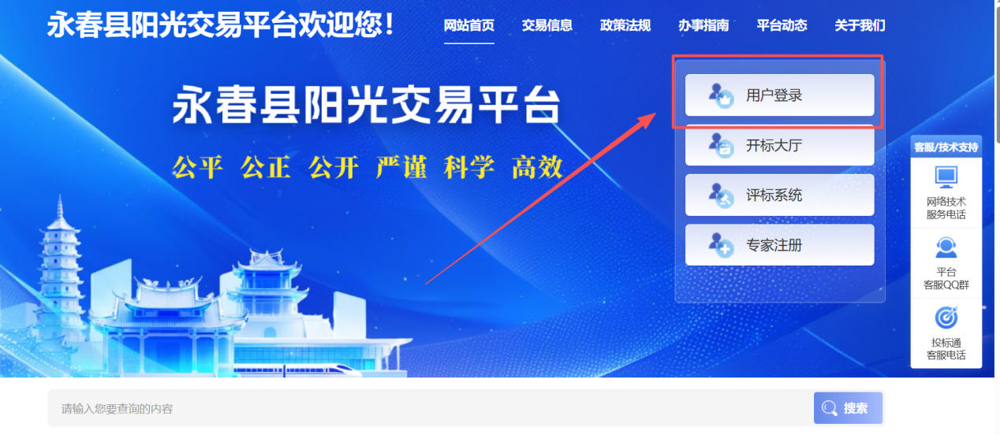 永春县阳光交易平台欢迎您!
网站首页 交易信息 政策法规 办事指南 平台动态 关于我们
永春县阳光交易平台
公平 公正 公开 严谨 科学 高效
用户登录
开标大厅
评标系统
专家注册
客服/技术支持
网络技术
服务电话
平台
客服QQ群
投标通
客服电话
请输入您要查询的内容
搜索